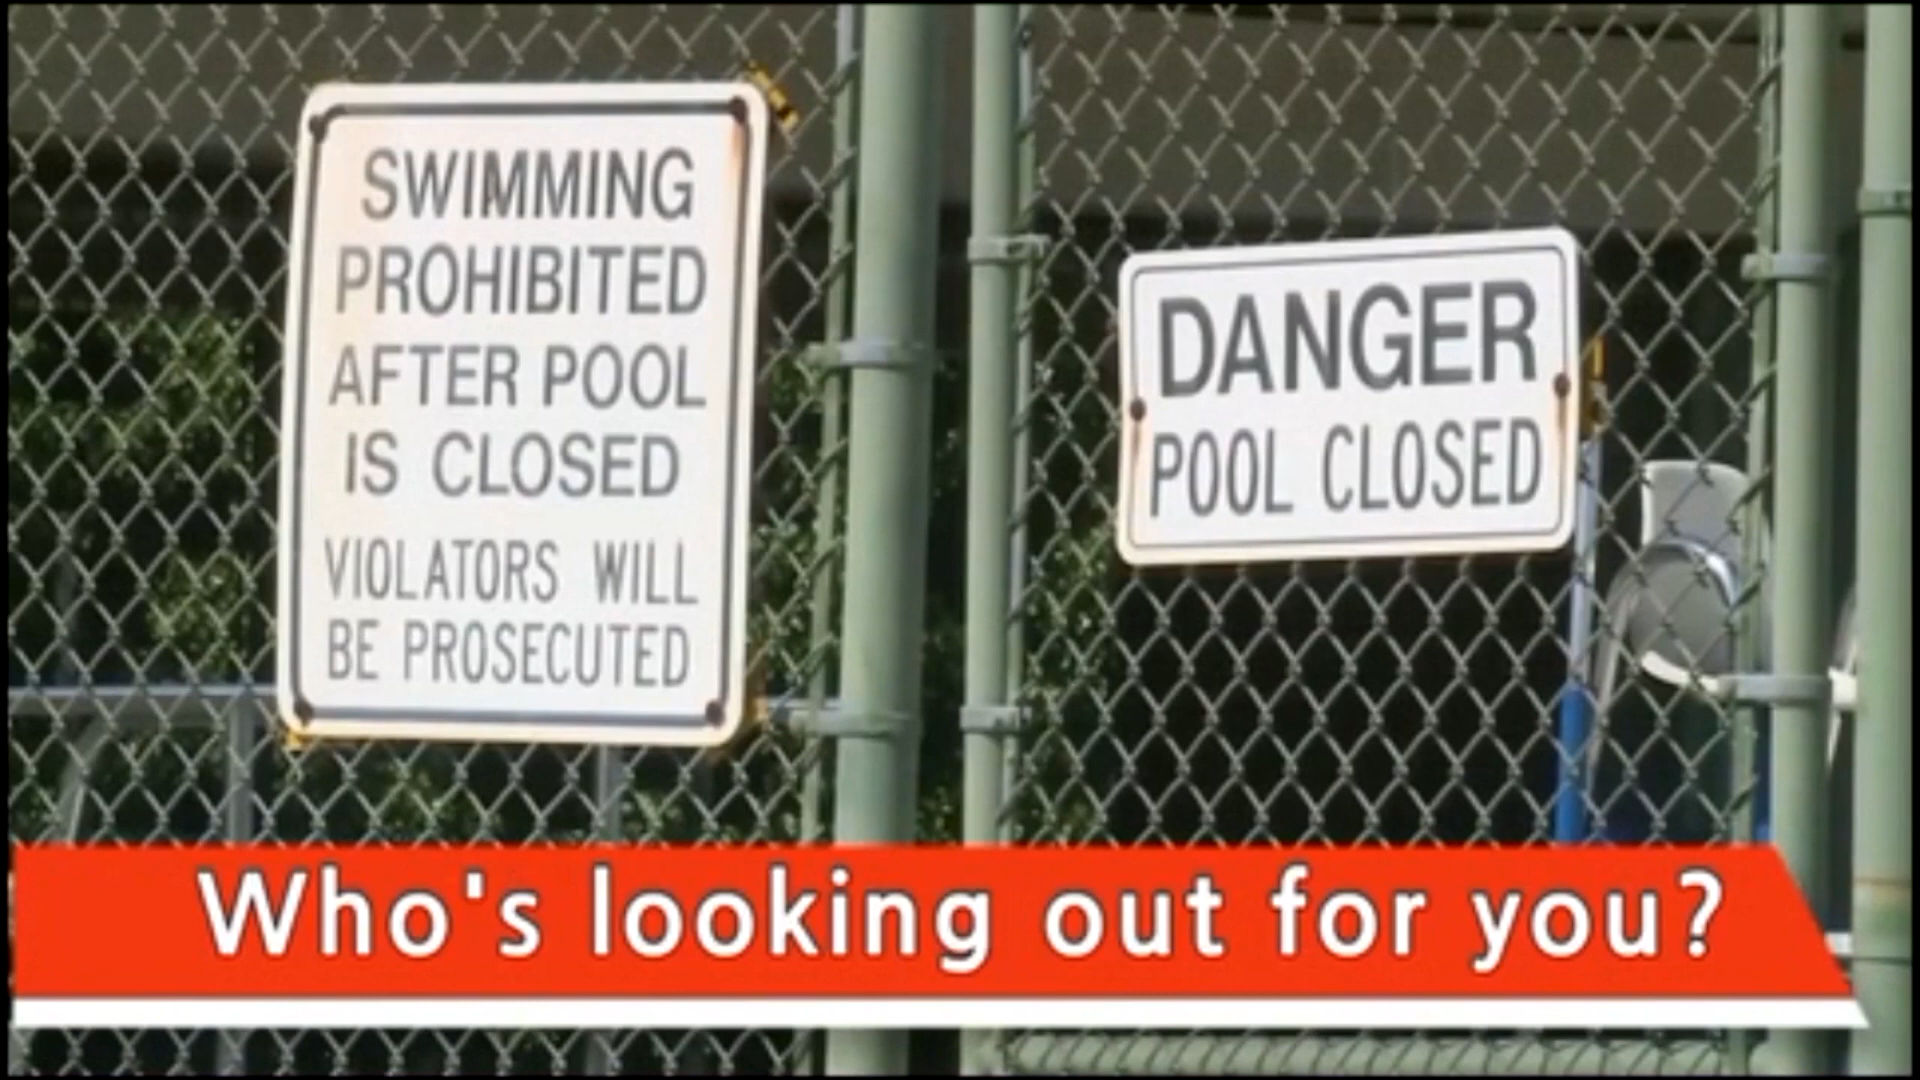 SWIMMING
PROHIBITED
AFTER POOL
IS CLOSED
VIOLATORS WILL
BE PROSECUTED
DANGER
POOL CLOSED
Who's looking out for you?